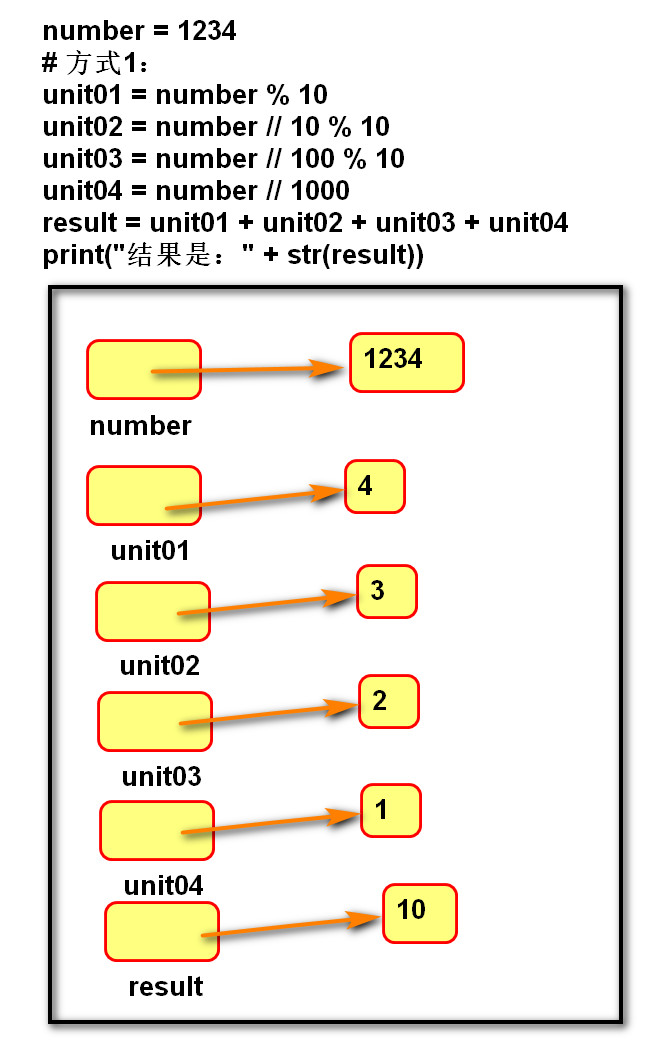 number = 1234
# 方式1：
unit01 = number % 10
unit02 = number // 10 % 10
unit03 = number // 100 % 10
unit04 = number // 1000
result = unit01 + unit02 + unit03 + unit04
print("结果是：" + str(result))
1234
number
4
unit01
3
unit02
2
unit03
1
unit04
10
result